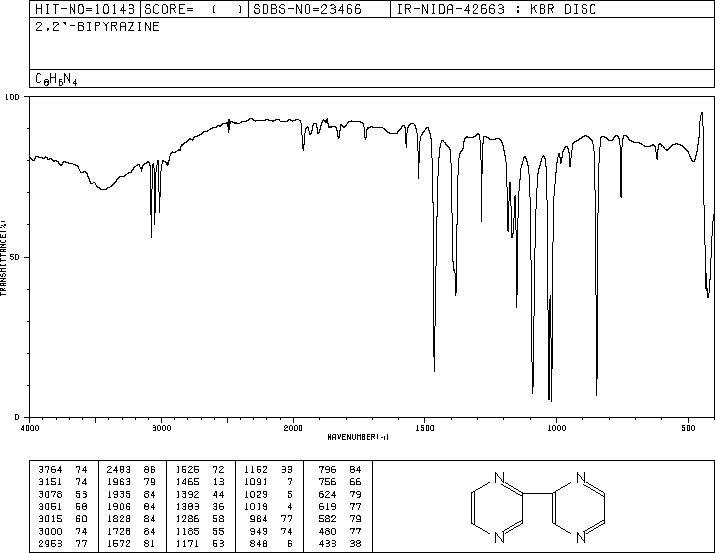 HIT-NO=10143 SCORE= ( ) SDBS-NO=23466 IR-NIDA-42663 : KBR DISC
2,2'-BIPYRAZINE
C8H6N4
100
50
0
TRANSMITTANCE(%)
4000 3000 2000 1500 1000 500
WAVENUMBER(-1)
3764 74 2483 86 1526 72 1152 33 796 84
3151 74 1963 79 1465 13 1091 7 756 66
3078 53 1935 84 1392 44 1029 5 624 79
3051 58 1906 84 1383 36 1019 4 619 77
3015 60 1828 84 1286 58 984 77 582 79
3000 74 1728 84 1185 55 949 74 480 77
2953 77 1572 81 1171 53 848 6 433 38
N N
N N